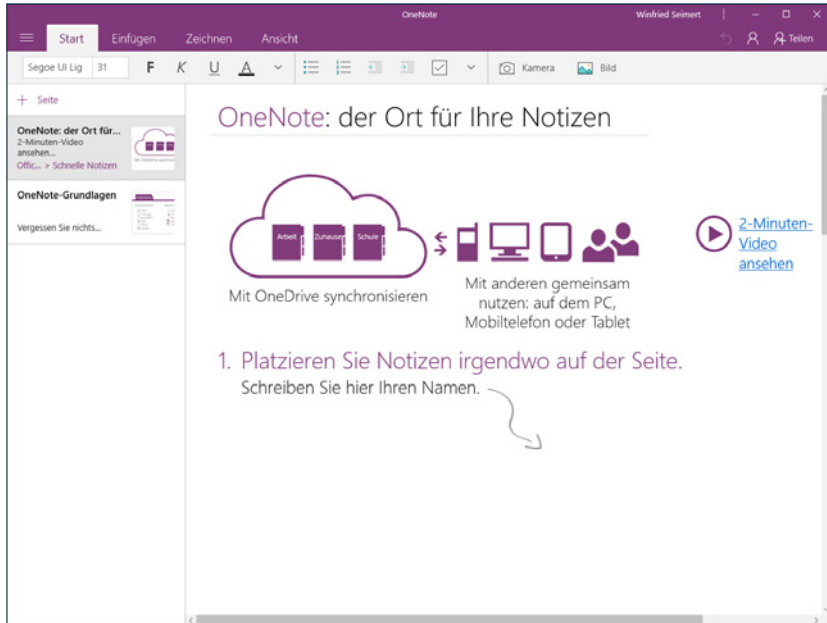 OneNote
Winfried Seimert
Start Einfügen Zeichnen Ansicht
Teilen
Segoe UI Lig 31 F K U A Kamera Bild
+ Seite
OneNote: der Ort für...
2-Minuten-Video
ansehen...
Offic... > Schnelle Notizen
OneNote-Grundlagen
Vergessen Sie nichts...
OneNote: der Ort für Ihre Notizen
Arbeit Zuhause Schule
Mit OneDrive synchronisieren
Mit anderen gemeinsam
nutzen: auf dem PC,
Mobiltelefon oder Tablet
2-Minuten-
Video
ansehen
1. Platzieren Sie Notizen irgendwo auf der Seite.
Schreiben Sie hier Ihren Namen.